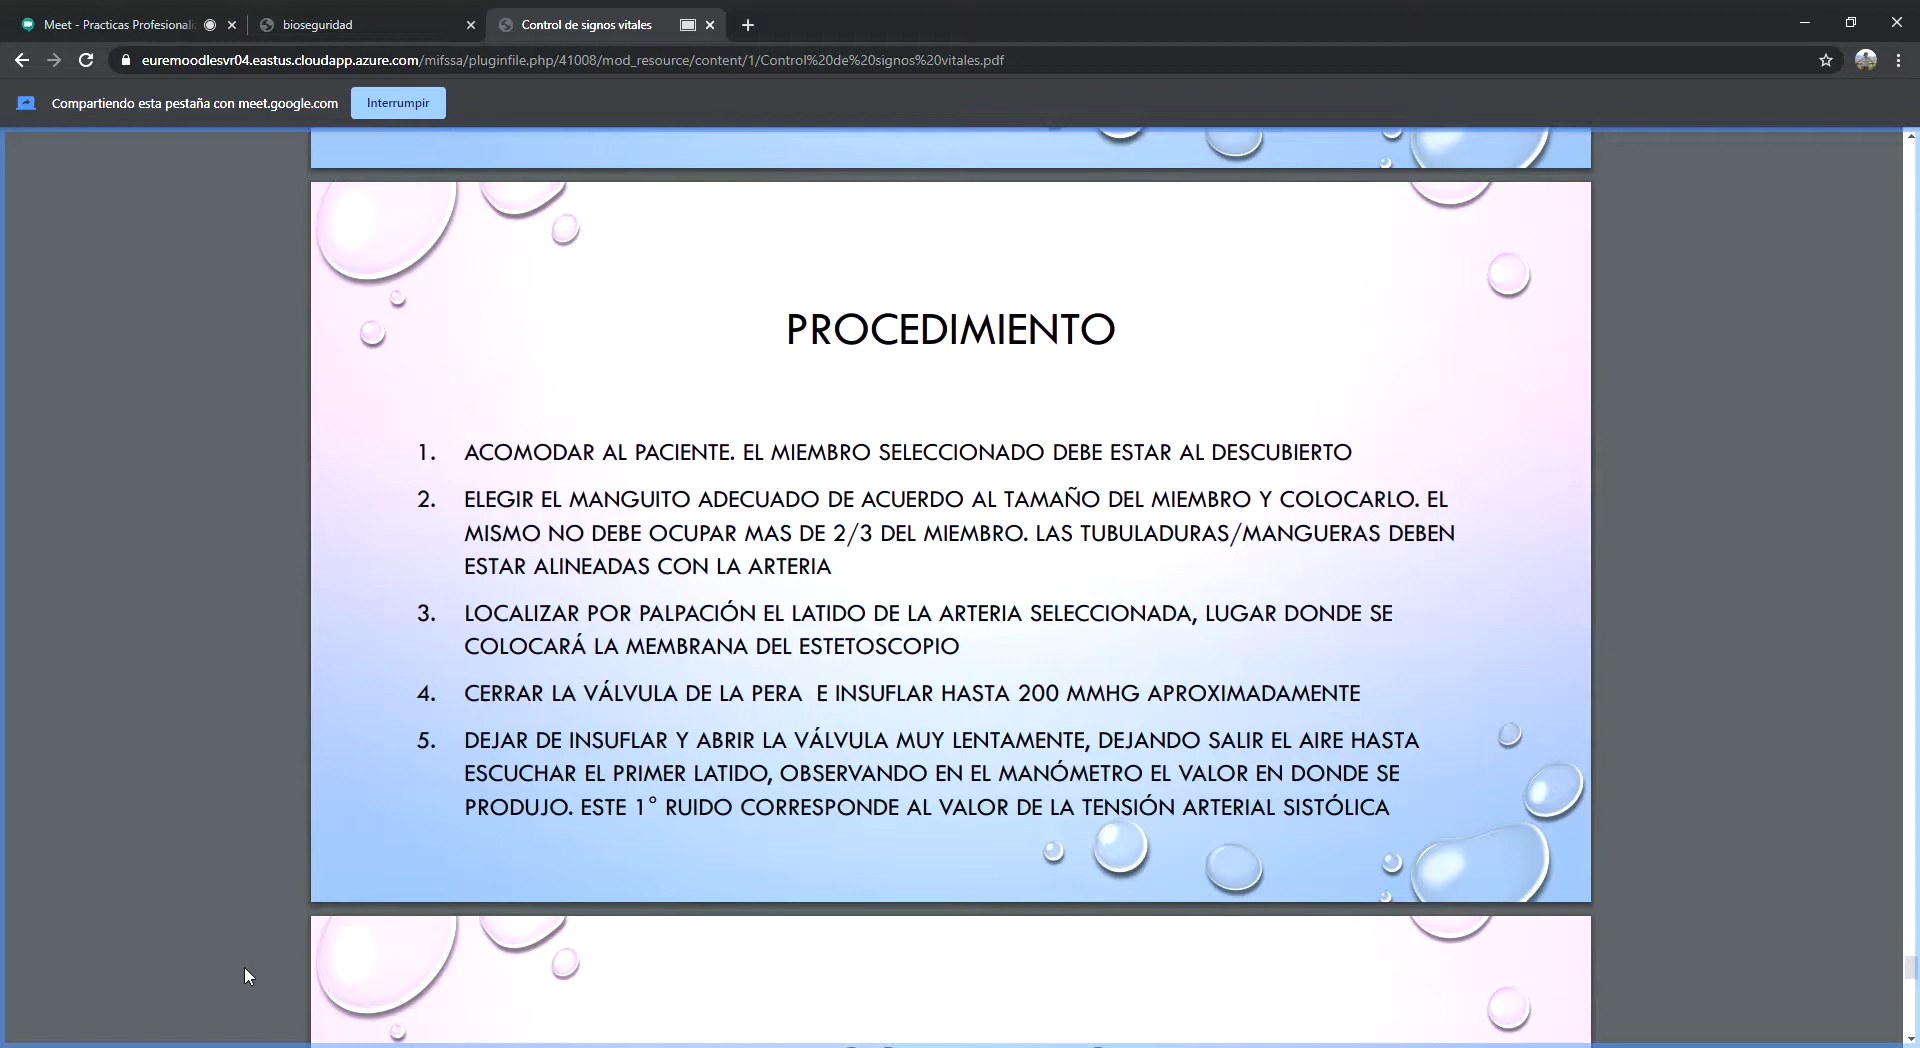 Meet - Practicas Profesionali
bioseguridad
Control de signos vitales
euremoodlesvr04.eastus.cloudapp.azure.com/mifssa/pluginfile.php/41008/mod_resource/content/1/Control%20de%20signos%20vitales.pdf
Compartiendo esta pestaña con meet.google.com
Interrumpir
PROCEDIMIENTO
1. ACOMODAR AL PACIENTE. EL MIEMBRO SELECCIONADO DEBE ESTAR AL DESCUBIERTO
2. ELEGIR EL MANGUITO ADECUADO DE ACUERDO AL TAMAÑO DEL MIEMBRO Y COLOCARLO. EL
MISMO NO DEBE OCUPAR MAS DE 2/3 DEL MIEMBRO. LAS TUBULADURAS/MANGUERAS DEBEN
ESTAR ALINEADAS CON LA ARTERIA
3. LOCALIZAR POR PALPACIÓN EL LATIDO DE LA ARTERIA SELECCIONADA, LUGAR DONDE SE
COLOCARÁ LA MEMBRANA DEL ESTETOSCOPIO
4. CERRAR LA VÁLVULA DE LA PERA E INSUFLAR HASTA 200 MMHG APROXIMADAMENTE
5. DEJAR DE INSUFLAR Y ABRIR LA VÁLVULA MUY LENTAMENTE, DEJANDO SALIR EL AIRE HASTA
ESCUCHAR EL PRIMER LATIDO, OBSERVANDO EN EL MANÓMETRO EL VALOR EN DONDE SE
PRODUJO. ESTE 1° RUIDO CORRESPONDE AL VALOR DE LA TENSIÓN ARTERIAL SISTÓLICA